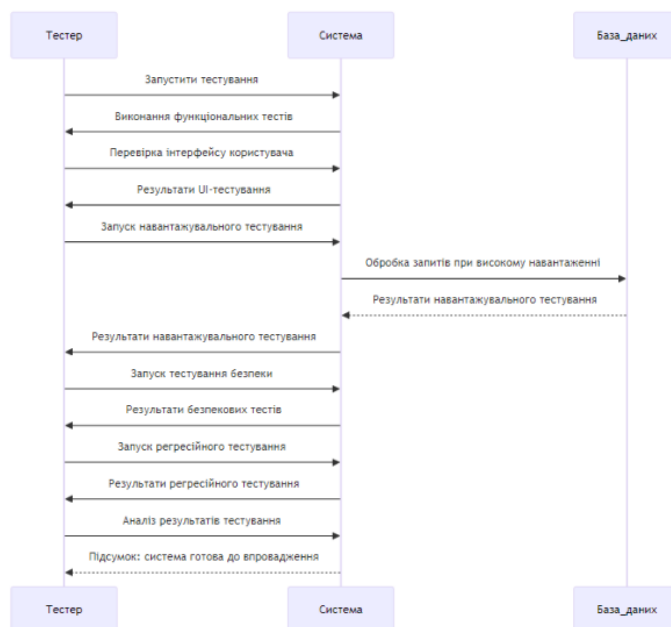 Тестер
Система
База_даних
Запустити тестування
Виконання функціональних тестів
Перевірка інтерфейсу користувача
Результати UI-тестування
Запуск навантажувального тестування
Обробка запитів при високому навантаженні
Результати навантажувального тестування
Результати навантажувального тестування
Запуск тестування безпеки
Результати безпекових тестів
Запуск регресійного тестування
Результати регресійного тестування
Аналіз результатів тестування
Підсумок: система готова до впровадження
Тестер
Система
База_даних